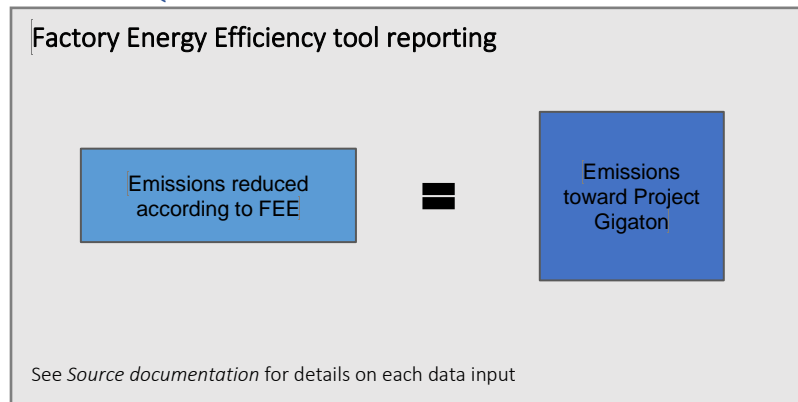 Factory Energy Efficiency tool reporting
Emissions reduced
according to FEE
=
Emissions
toward Project
Gigaton
See Source documentation for details on each data input